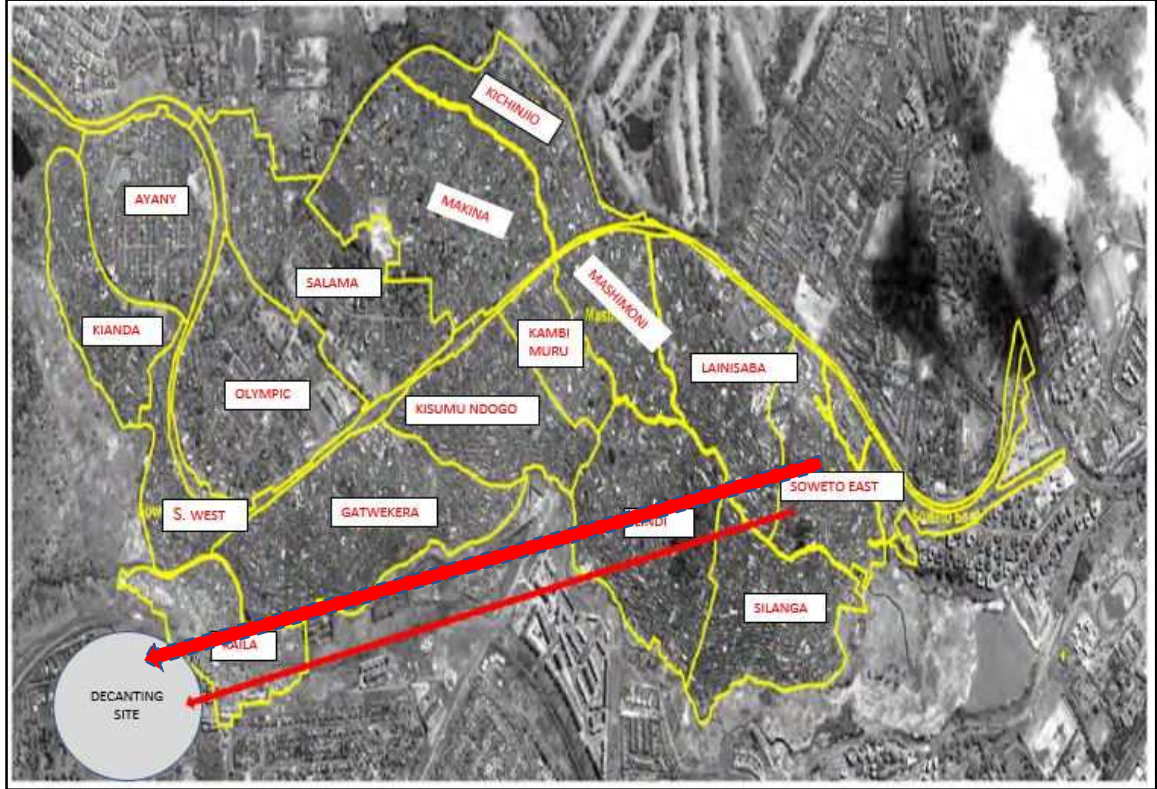 KICHINJIO
AYANY
MAKINA
SALAMA
MASHIMONI
KIANDA
KAMBI
MURU
LAINISABA
OLYMPIC
KISUMU NDOGO
SOWETO EAST
S. WEST
GATWEKERA
SILANGA
DECANTING
SITE